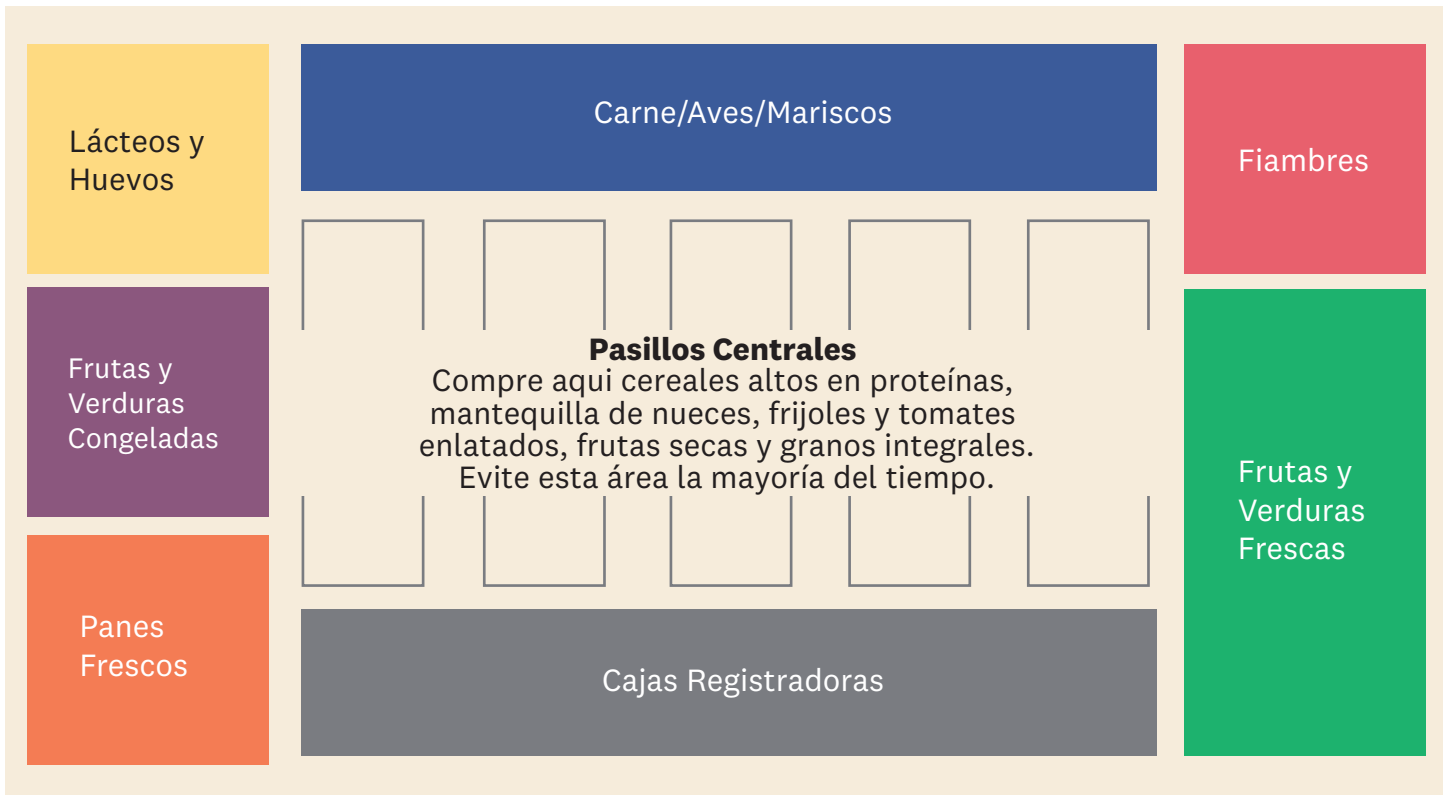 Lácteos y
Huevos
Carne/Aves/Mariscos
Fiambres
Frutas y
Verduras
Congeladas
Pasillos Centrales
Compre aqui cereales altos en proteínas,
mantequilla de nueces, frijoles y tomates
enlatados, frutas secas y granos integrales.
Evite esta área la mayoría del tiempo.
Frutas y
Verduras
Frescas
Panes
Frescos
Cajas Registradoras